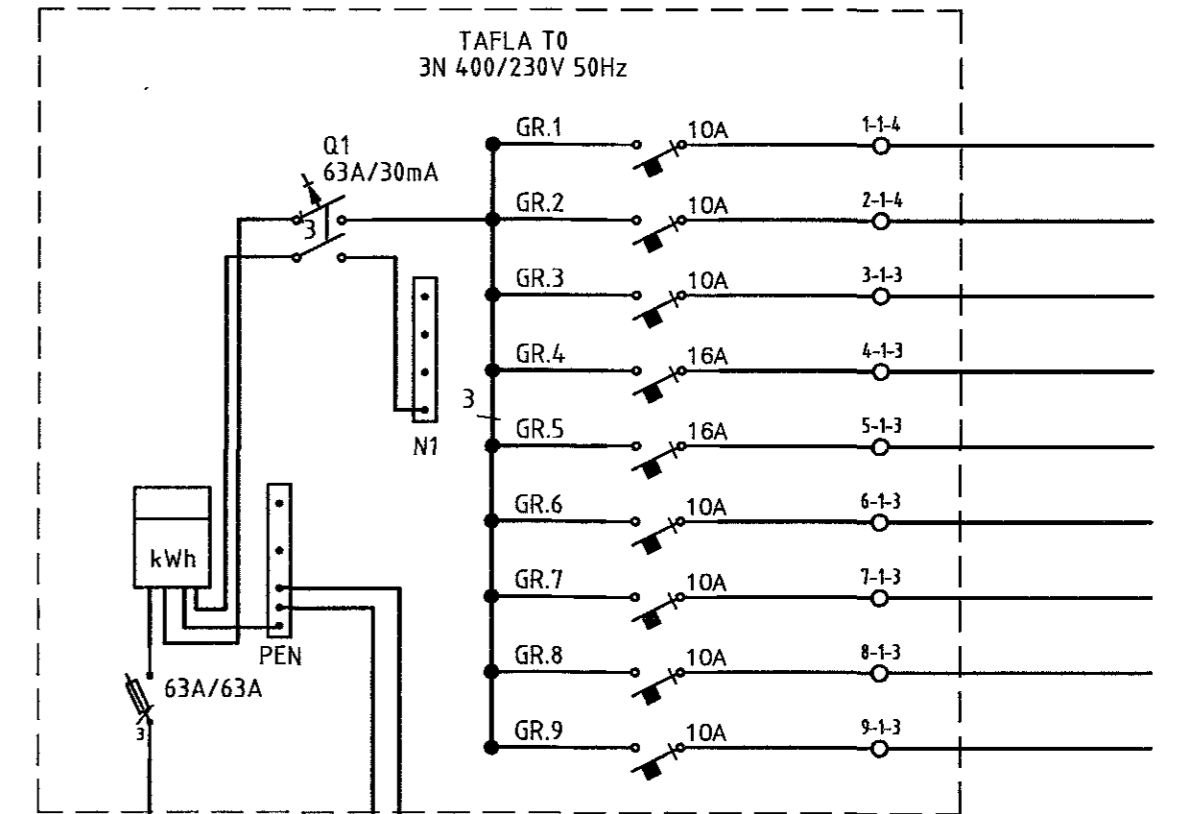 TAFLA T0
3N 400/230V 50Hz
Q1
63A/30mA
3
GR.1 10A 1-1-4
GR.2 10A 2-1-4
GR.3 10A 3-1-3
GR.4 16A 4-1-3
3
GR.5 16A 5-1-3
GR.6 10A 6-1-3
GR.7 10A 7-1-3
GR.8 10A 8-1-3
GR.9 10A 9-1-3
N1
kWh
PEN
63A/63A
3